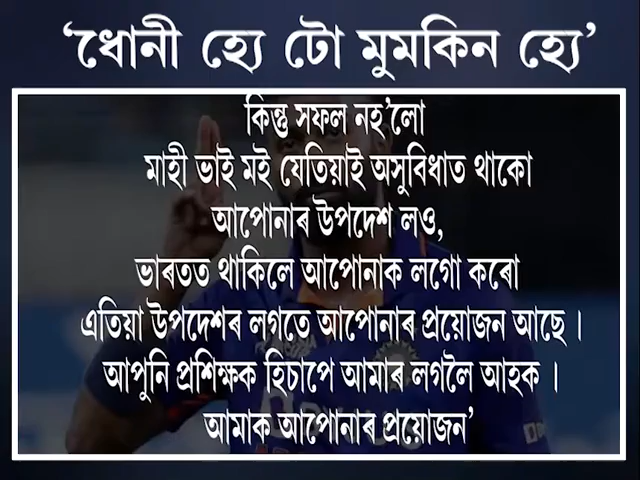 ‘ধোনী হ্যে টো মুমকিন হ্যে’
কিন্তু সফল নহ’লো
মাহী ভাই মই যেতিয়াই অসুবিধাত থাকো
আপোনাৰ উপদেশ লও,
ভাৰতত থাকিলে আপোনাক লগো কৰো
এতিয়া উপদেশৰ লগতে আপোনাৰ প্ৰয়োজন আছে ।
আপুনি প্ৰশিক্ষক হিচাপে আমাৰ লগলৈ আহক ।
আমাক আপোনাৰ প্ৰয়োজন’